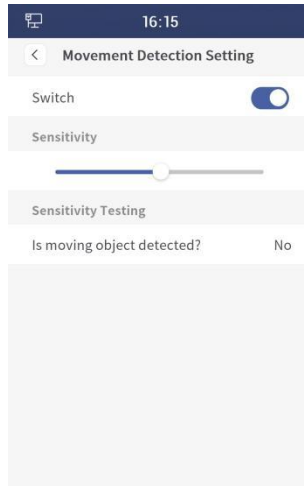 16:15
Movement Detection Setting
Switch
Sensitivity
Sensitivity Testing
Is moving object detected? No